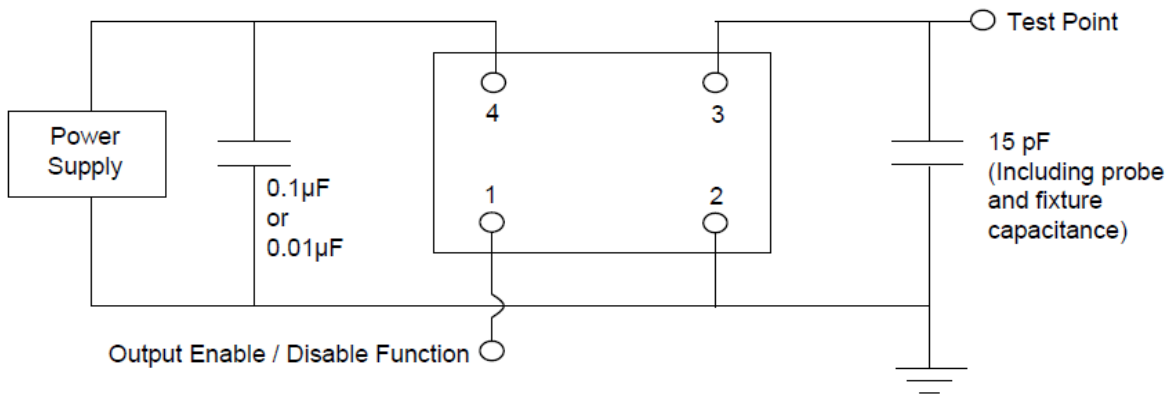 Test Point
4
3
Power
Supply
0.1µF
or
0.01µF
1
2
15 pF
(Including probe
and fixture
capacitance)
Output Enable / Disable Function